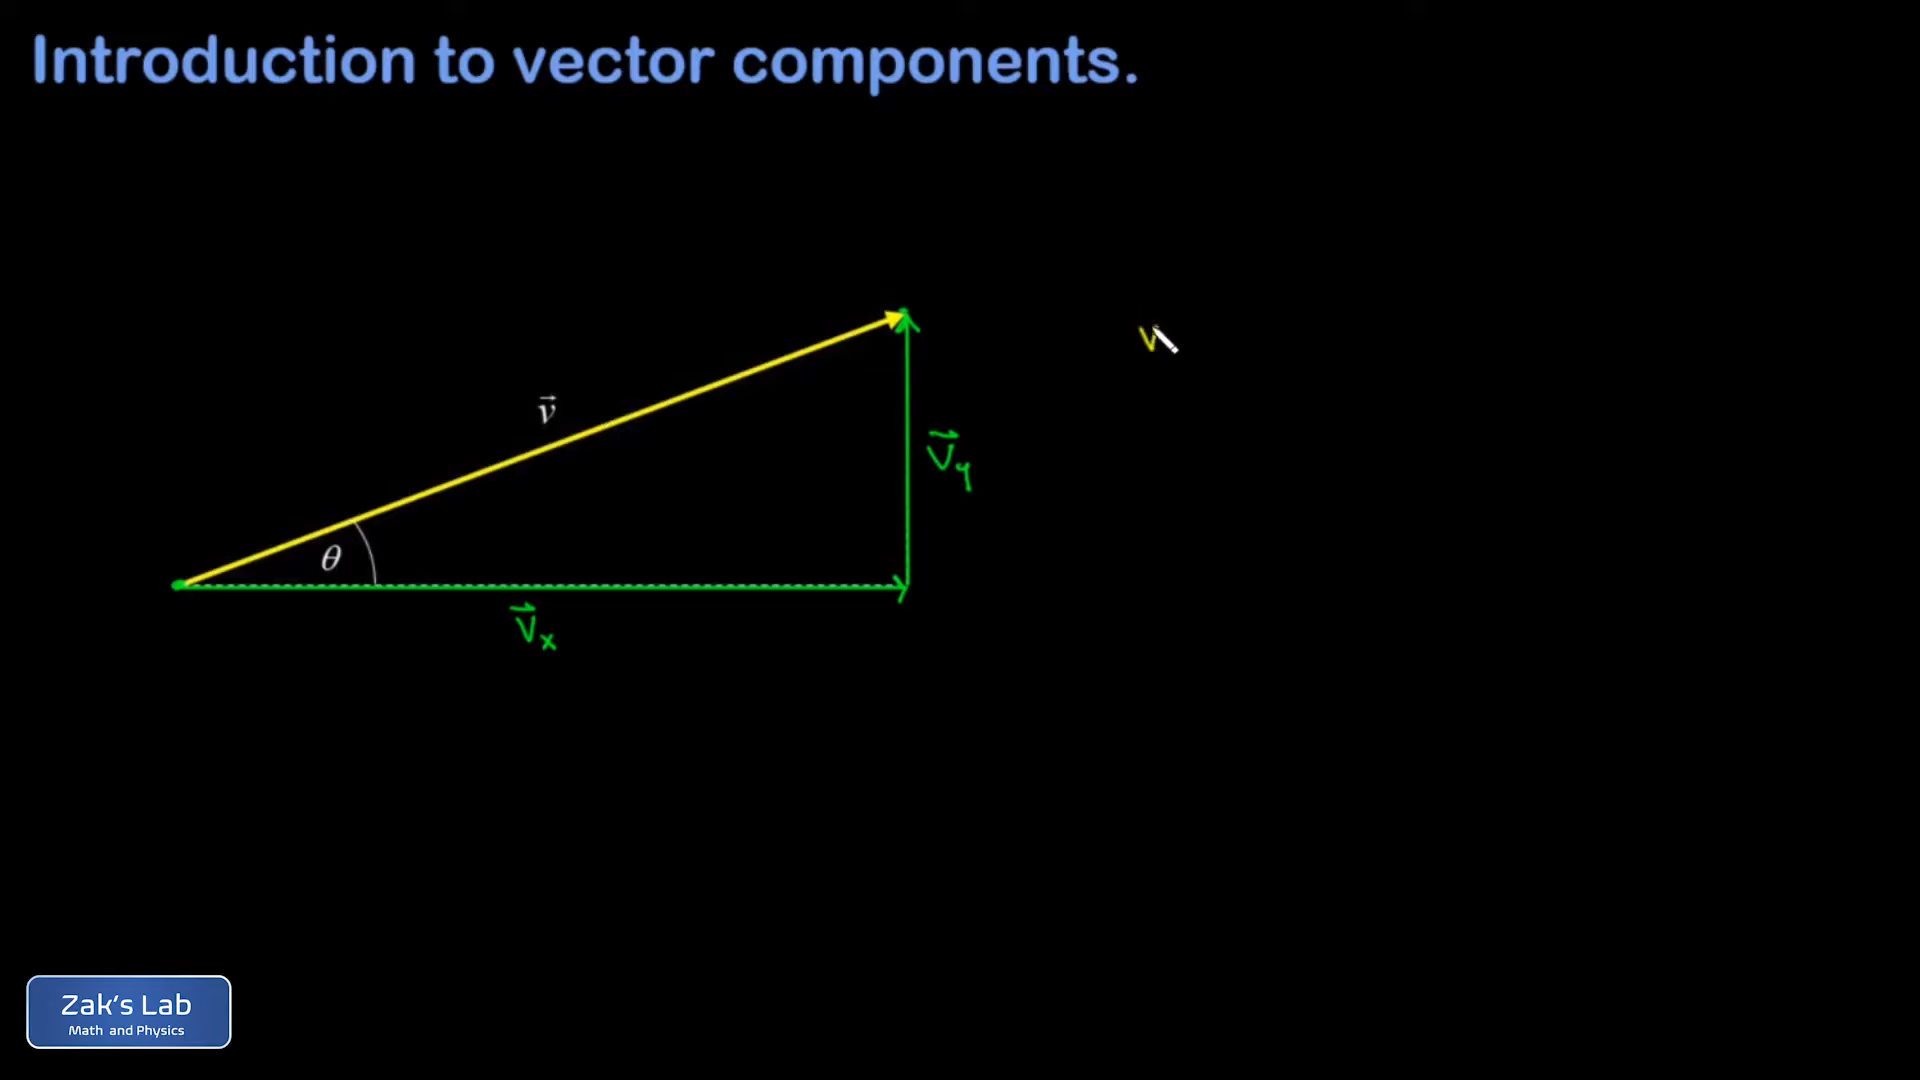 Introduction to vector components.
v⃗
v
v⃗y
θ
v⃗x
Zak's Lab
Math and Physics